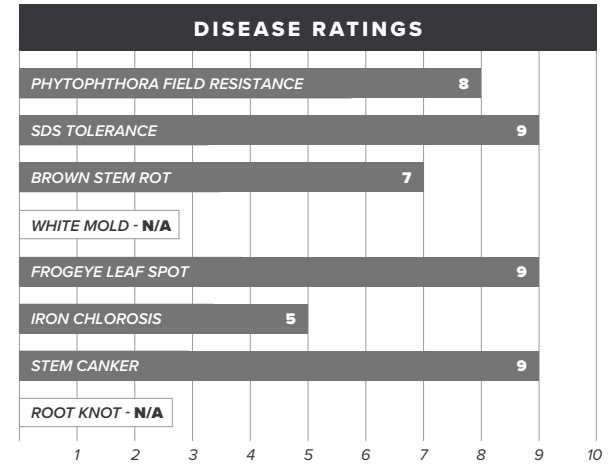 DISEASE RATINGS
PHYTOPHTHORA FIELD RESISTANCE 8
SDS TOLERANCE 9
BROWN STEM ROT 7
WHITE MOLD - N/A
FROGEYE LEAF SPOT 9
IRON CHLOROSIS 5
STEM CANKER 9
ROOT KNOT - N/A
1 2 3 4 5 6 7 8 9 10